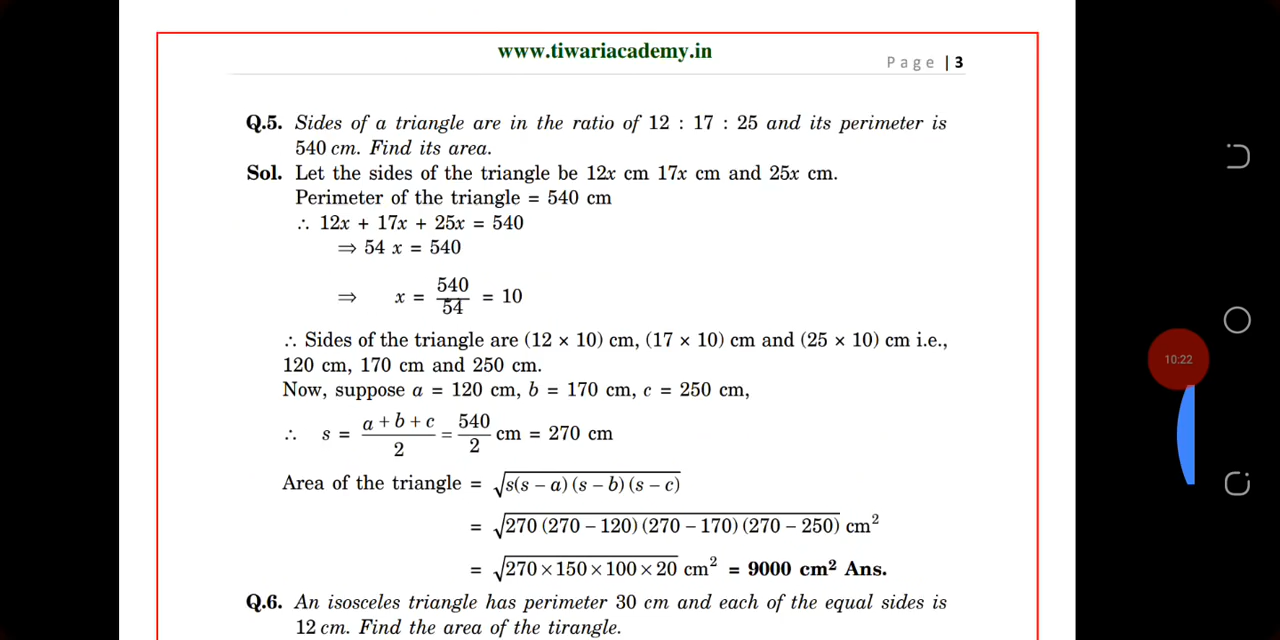 www.tiwariacademy.in
Page | 3
Q.5. Sides of a triangle are in the ratio of 12 : 17 : 25 and its perimeter is
540 cm. Find its area.
Sol. Let the sides of the triangle be 12x cm 17x cm and 25x cm.
Perimeter of the triangle = 540 cm
∴ 12x + 17x + 25x = 540
⇒ 54 x = 540
⇒ x = 540/54 = 10
∴ Sides of the triangle are (12 × 10) cm, (17 × 10) cm and (25 × 10) cm i.e.,
120 cm, 170 cm and 250 cm.
Now, suppose a = 120 cm, b = 170 cm, c = 250 cm,
∴ s = (a + b + c)/2 = 540/2 cm = 270 cm
Area of the triangle = √s(s – a) (s – b) (s – c)
= √270 (270 – 120) (270 – 170) (270 – 250) cm²
= √270 × 150 × 100 × 20 cm² = 9000 cm² Ans.
Q.6. An isosceles triangle has perimeter 30 cm and each of the equal sides is
12 cm. Find the area of the tirangle.
10:22